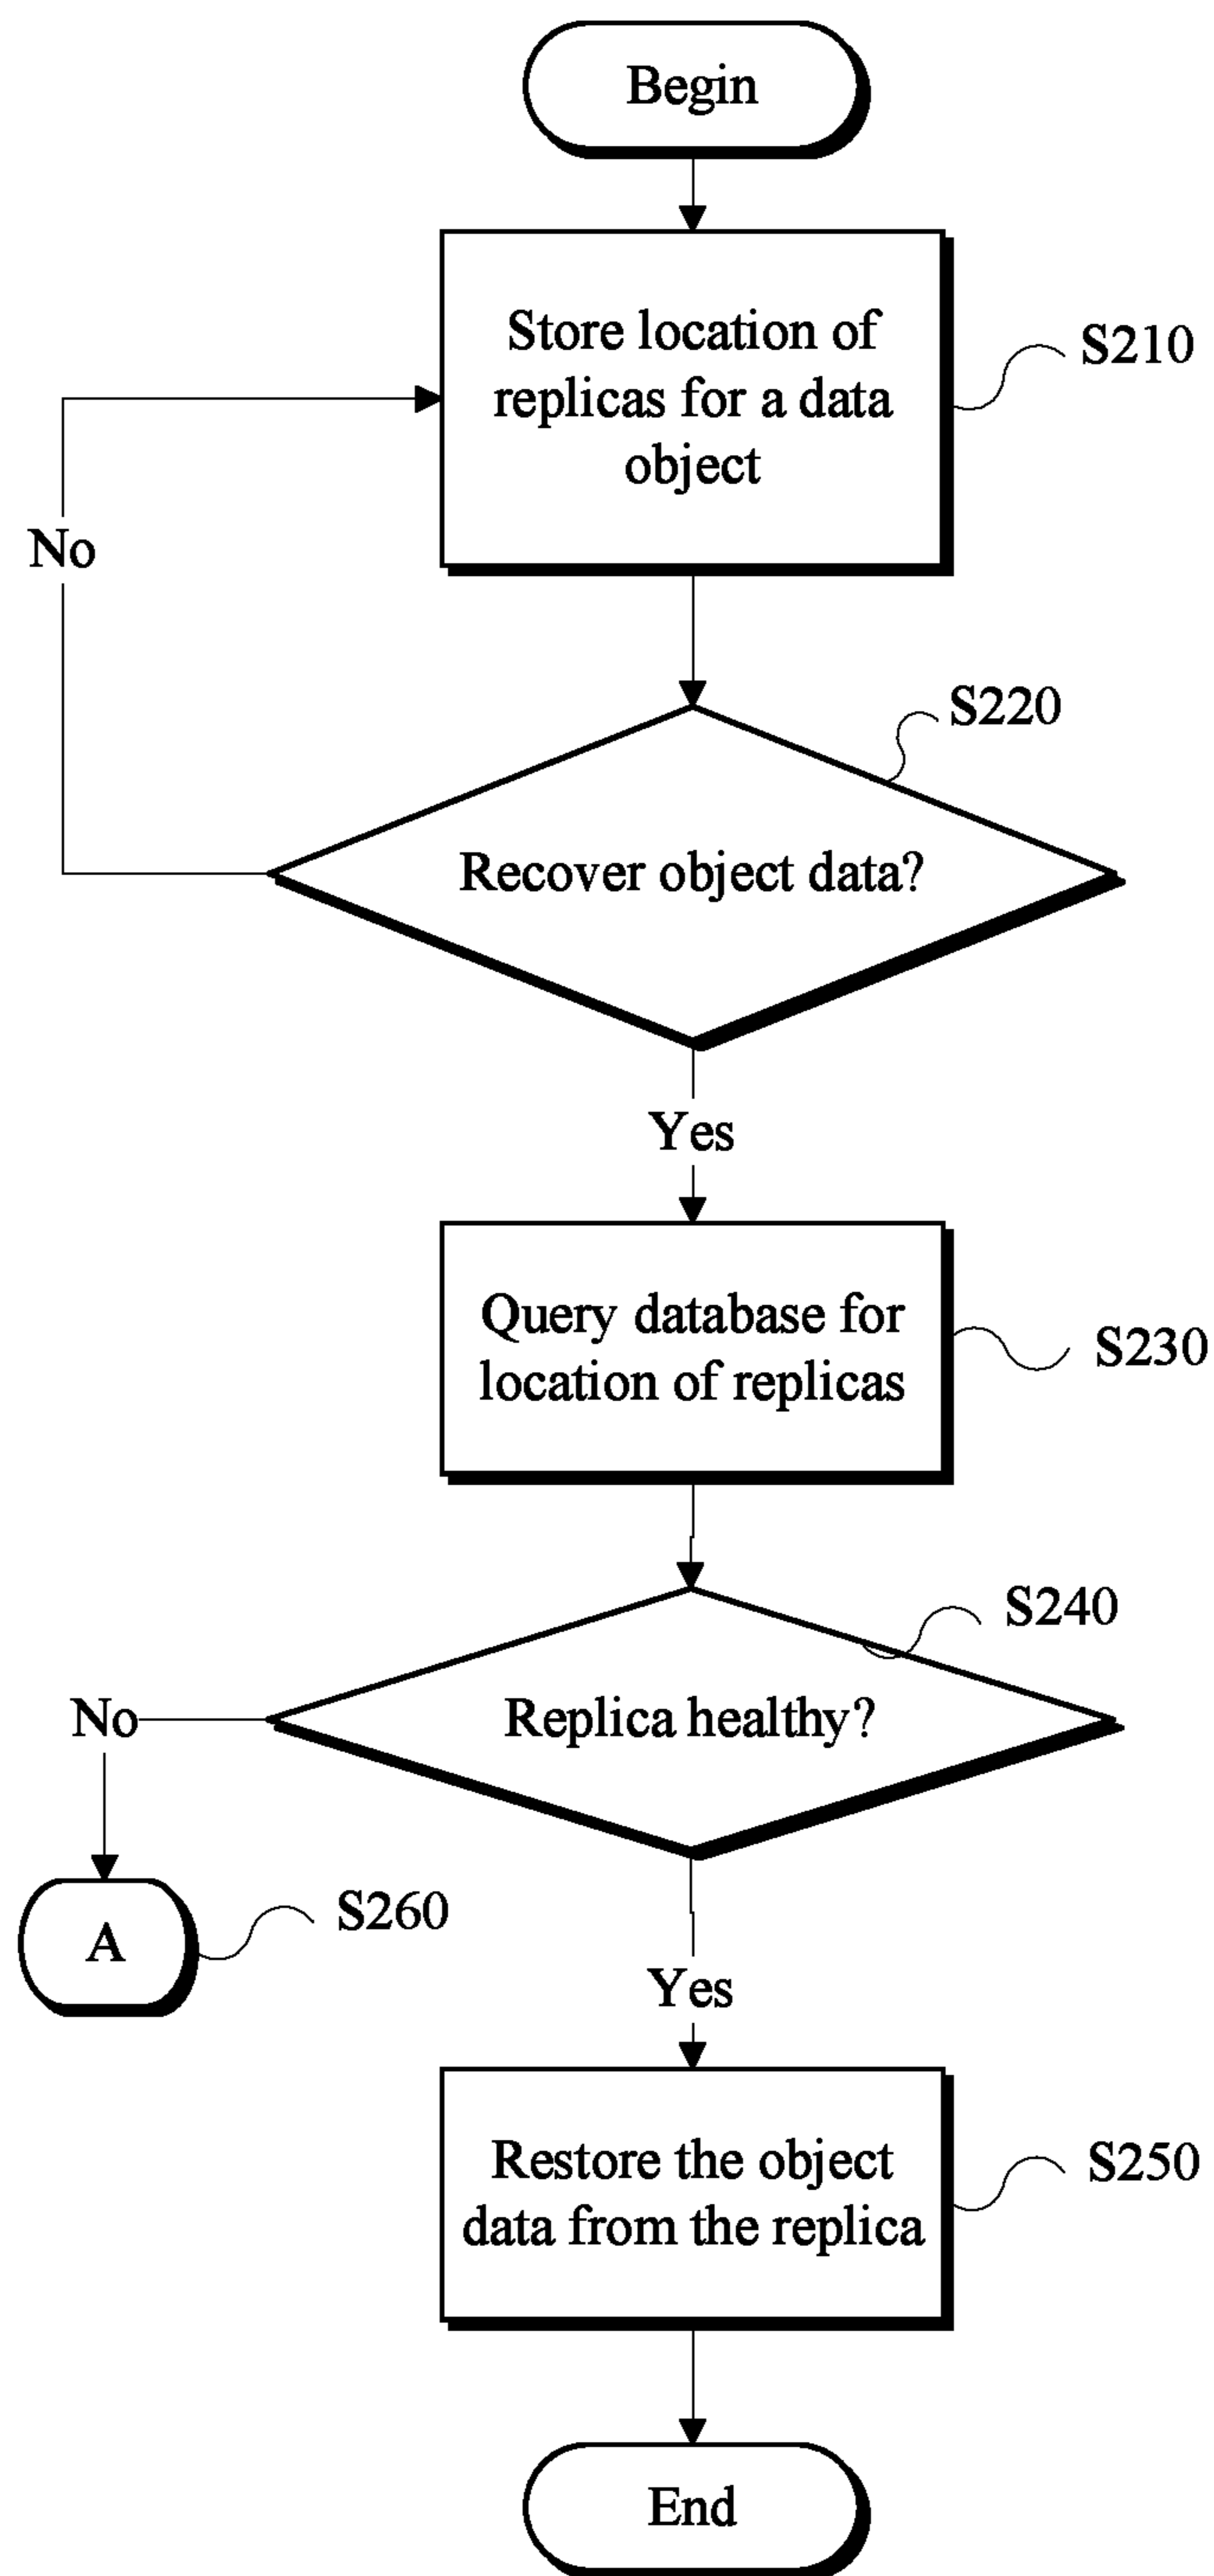 Begin
Store location of
replicas for a data
object
S210
No
S220
Recover object data?
Yes
Query database for
location of replicas
S230
S240
No
Replica healthy?
A
S260
Yes
Restore the object
data from the replica
S250
End